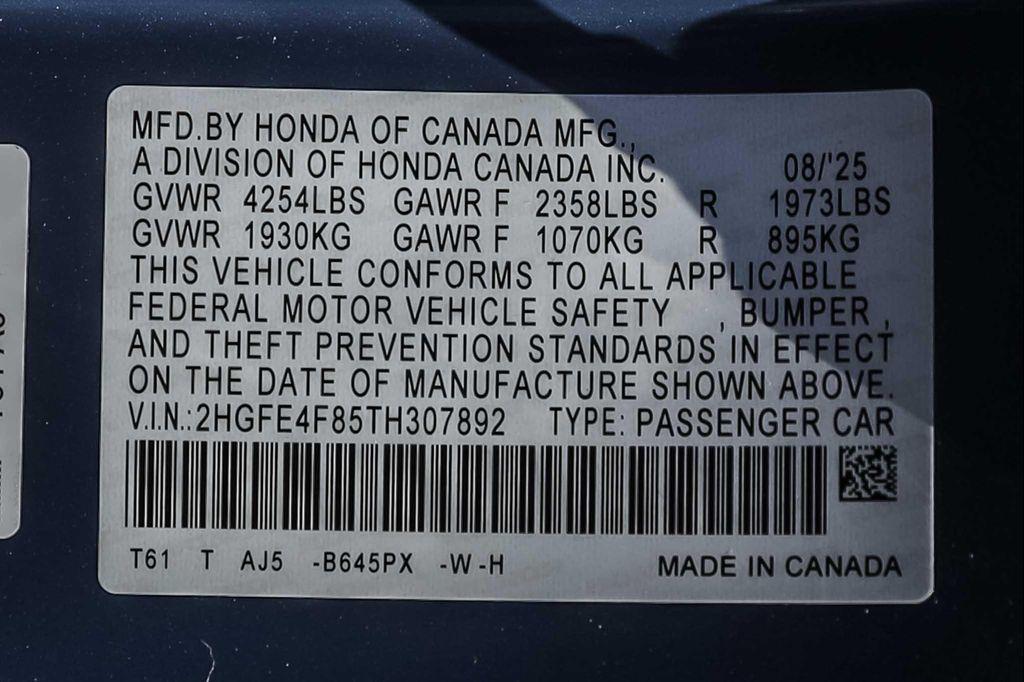 MFD.BY HONDA OF CANADA MFG.,
A DIVISION OF HONDA CANADA INC. 08/'25
GVWR 4254LBS GAWR F 2358LBS R 1973LBS
GVWR 1930KG GAWR F 1070KG R 895KG
THIS VEHICLE CONFORMS TO ALL APPLICABLE
FEDERAL MOTOR VEHICLE SAFETY , BUMPER ,
AND THEFT PREVENTION STANDARDS IN EFFECT
ON THE DATE OF MANUFACTURE SHOWN ABOVE.
V.I.N.:2HGFE4F85TH307892 TYPE: PASSENGER CAR
T61 T AJ5 -B645PX -W -H MADE IN CANADA